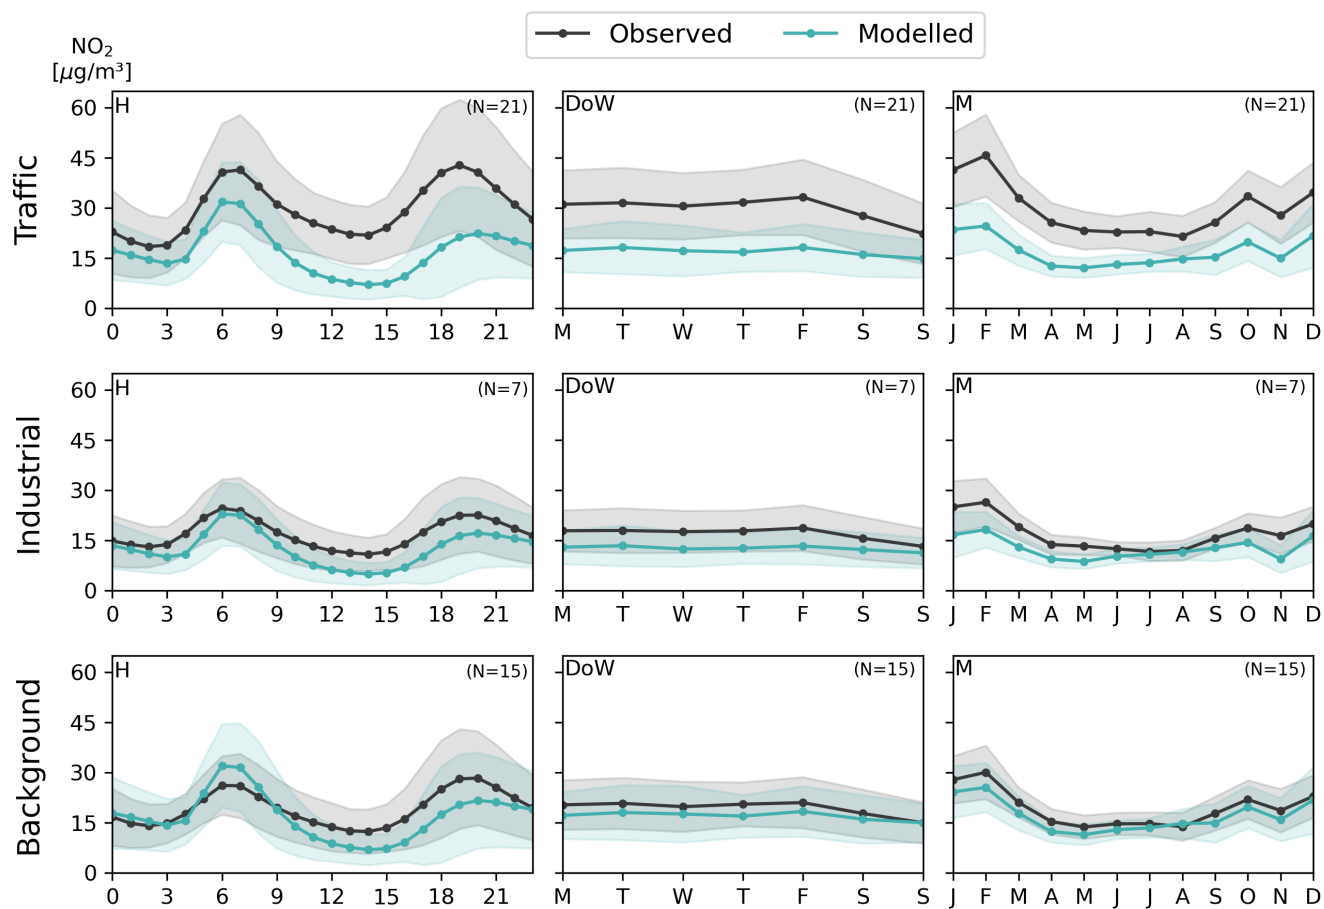 Observed Modelled
NO₂
[μg/m³]
Traffic
H (N=21)
DoW (N=21)
M (N=21)
60
45
30
15
0
0 3 6 9 12 15 18 21
M T W T F S S
J F M A M J J A S O N D
Industrial
H (N=7)
DoW (N=7)
M (N=7)
60
45
30
15
0
0 3 6 9 12 15 18 21
M T W T F S S
J F M A M J J A S O N D
Background
H (N=15)
DoW (N=15)
M (N=15)
60
45
30
15
0
0 3 6 9 12 15 18 21
M T W T F S S
J F M A M J J A S O N D